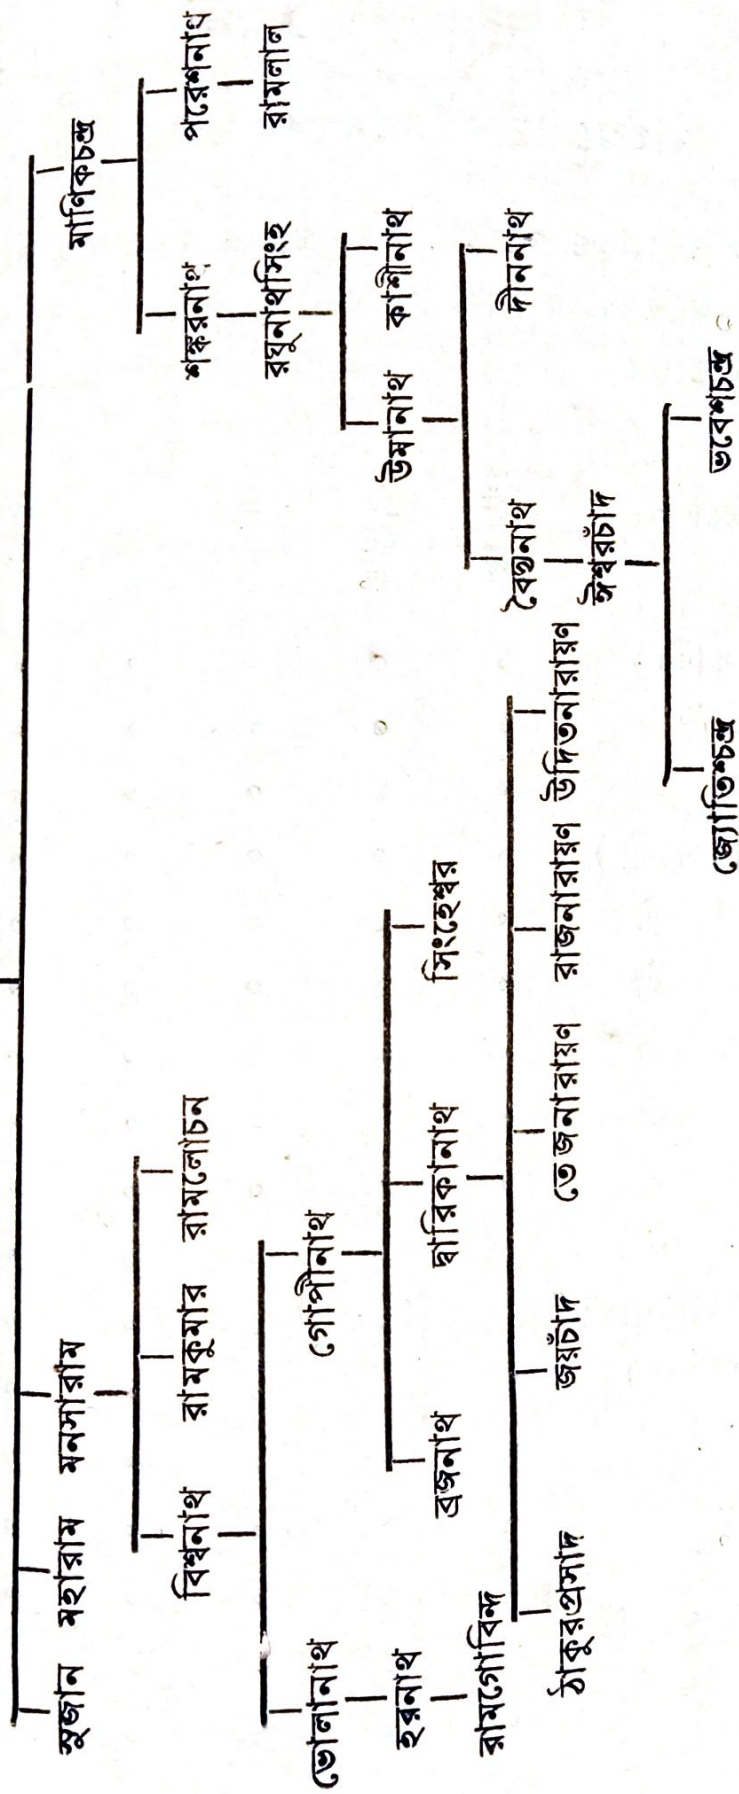 সুজান মহারাম মনসারাম মাণিকচন্দ্র
বিশ্বনাথ রামকুমার রামলোচন শঙ্করনাথ পরেশনাথ
রঘুনাথসিংহ রামলাল
ভোলানাথ গোপীনাথ উমানাথ কাশীনাথ
হরনাথ ব্রজনাথ দ্বারিকানাথ সিংহেশ্বর
রামগোবিন্দ বৈদ্যনাথ দীননাথ
ঠাকুরপ্রসাদ জয়চাঁদ তেজনারায়ণ রাজনারায়ণ উদিতনারায়ণ
ঈশ্বরচাঁদ
জ্যোতিশ্চন্দ্র ভবেশচন্দ্র